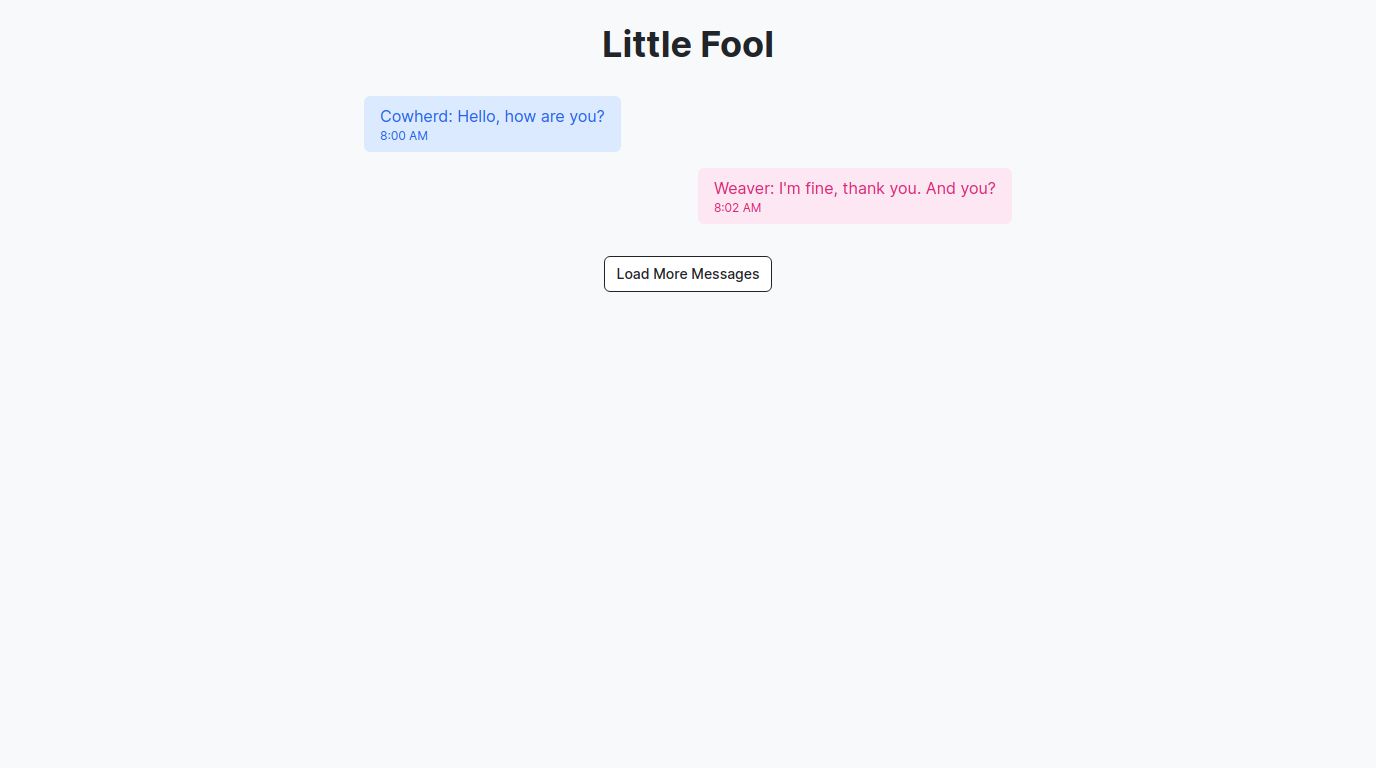 Little Fool
Cowherd: Hello, how are you?
8:00 AM
Weaver: I'm fine, thank you. And you?
8:02 AM
Load More Messages